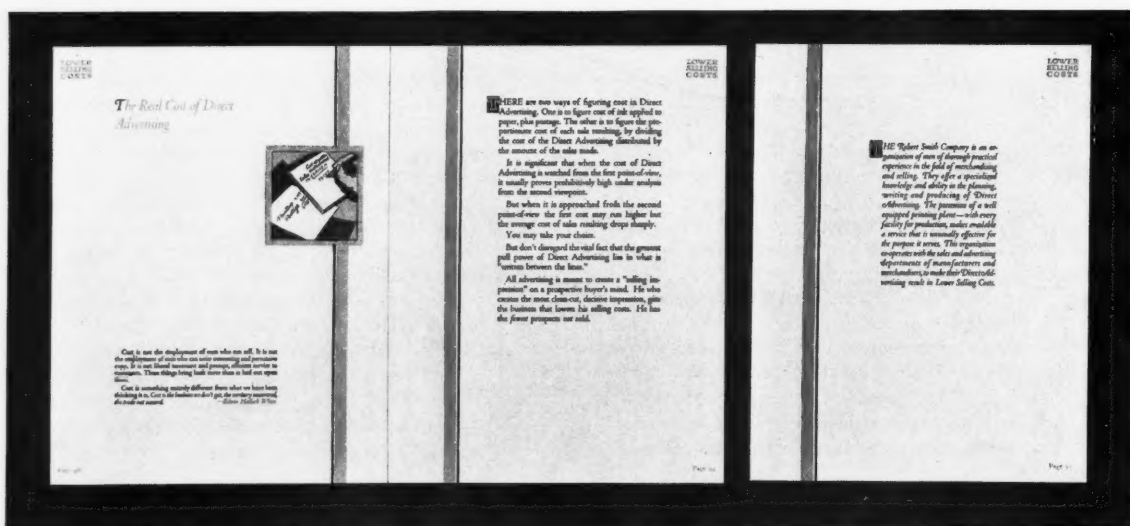 LOWER
SELLING
COSTS
The Real Cost of Direct
Advertising
Cost is not the employment of men who can sell. It is not
the employment of men who can write convincing and persuasive
copy. It is not liberal treatment and prompt, efficient service to
customers. These things bring back more than is laid out upon
them.
Cost is something entirely different from what we have been
thinking it is. Cost is the business we don't get, the territory uncovered,
the trade not secured.
LOWER
SELLING
COSTS
THERE are two ways of figuring cost in Direct
Advertising. One is to figure cost of ink applied to
paper, plus postage. The other is to figure the pro-
portionate cost of each sale resulting, by dividing
the cost of the Direct Advertising distributed by
the amount of the sales made.
It is significant that when the cost of Direct
Advertising is watched from the first point-of-view,
it usually proves prohibitively high under analysis
from the second viewpoint.
But when it is approached from the second
point-of-view the first cost may run higher but
the average cost of sales resulting drops sharply.
You may take your choice.
But don't disregard the vital fact that the greatest
pull power of Direct Advertising lies in what is
"written between the lines."
All advertising is meant to create a "selling im-
pression" on a prospective buyer's mind. He who
creates the most clean-cut, decisive impression, gets
the business that lowers his selling costs. He has
the fewest prospects not sold.
Page
LOWER
SELLING
COSTS
THE Robert Smith Company is an or-
ganization of men of thorough practical
experience in the field of merchandising
and selling. They offer a specialized
knowledge and ability in the planning,
writing and producing of Direct
Advertising. The possession of a well
equipped printing plant—with every
facility for production, makes available
a service that is unusually effective for
the purpose it serves. This organization
co-operates with the sales and advertising
departments of manufacturers and
merchandisers, to make their Direct Ad-
vertising result in Lower Selling Costs.
Page